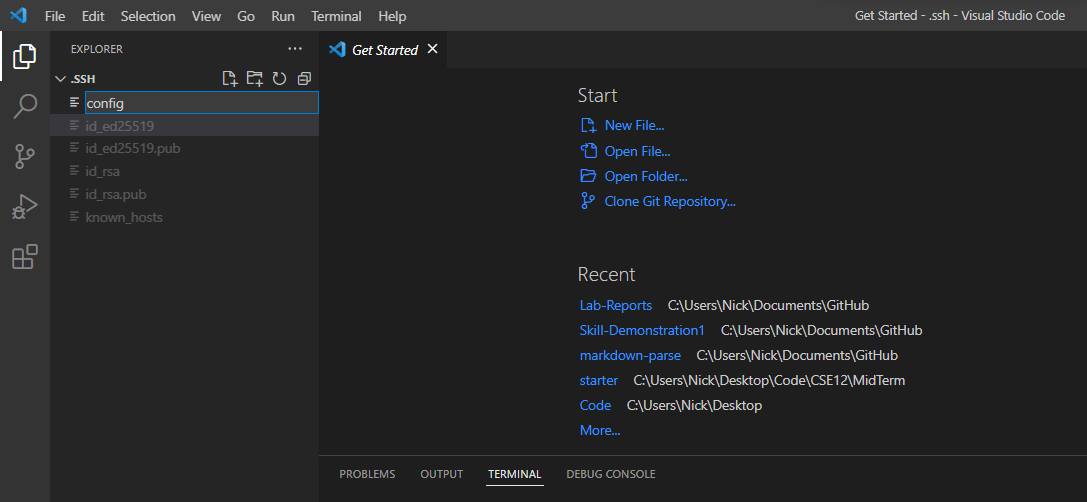 File Edit Selection View Go Run Terminal Help Get Started - .ssh - Visual Studio Code
EXPLORER
Get Started
.SSH
config
id_ed25519
id_ed25519.pub
id_rsa
id_rsa.pub
known_hosts
Start
New File...
Open File...
Open Folder...
Clone Git Repository...
Recent
Lab-Reports C:\Users\Nick\Documents\GitHub
Skill-Demonstration1 C:\Users\Nick\Documents\GitHub
markdown-parse C:\Users\Nick\Documents\GitHub
starter C:\Users\Nick\Desktop\Code\CSE12\MidTerm
Code C:\Users\Nick\Desktop
More...
PROBLEMS OUTPUT TERMINAL DEBUG CONSOLE